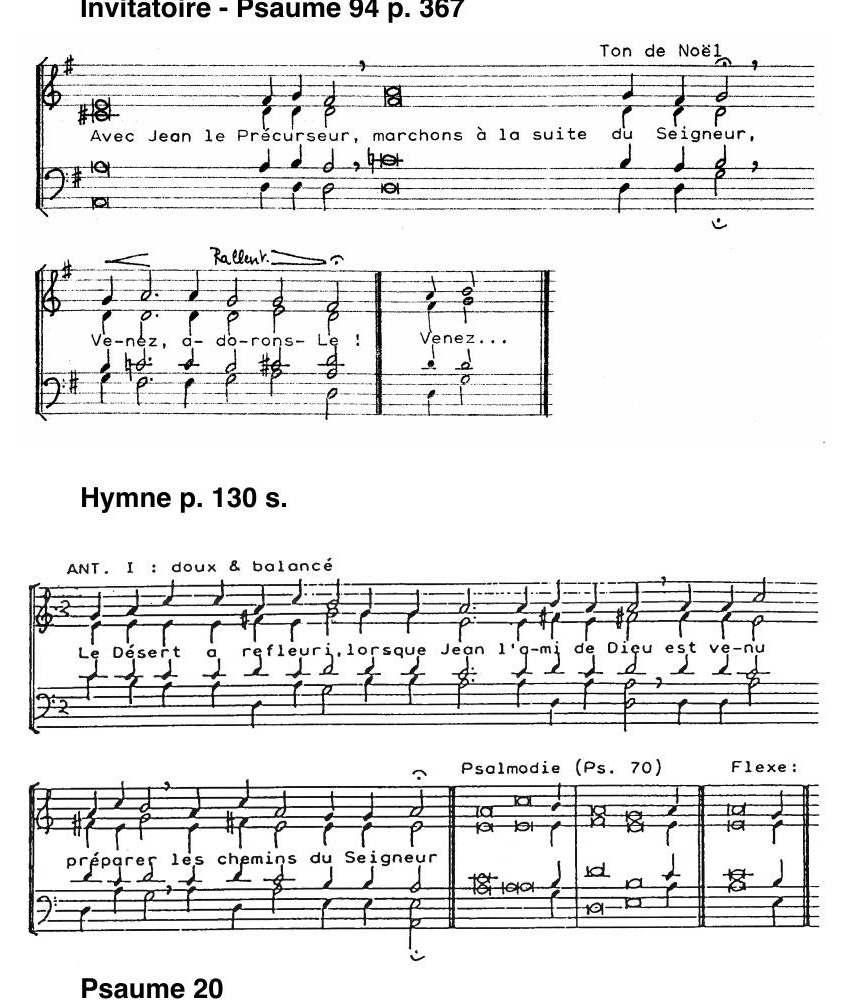 Invitatoire - Psaume 94 p. 367
Ton de Noël
Avec Jean le Précurseur, marchons à la suite du Seigneur,
Rallent.
Ve-nez, a- do-rons- Le ! Venez...
Hymne p. 130 s.
ANT. I : doux & balancé
Le Désert a refleuri,lorsque Jean l'a-mi de Dieu est ve-nu
Psalmodie (Ps. 70) Flexe:
préparer les chemins du Seigneur
Psaume 20